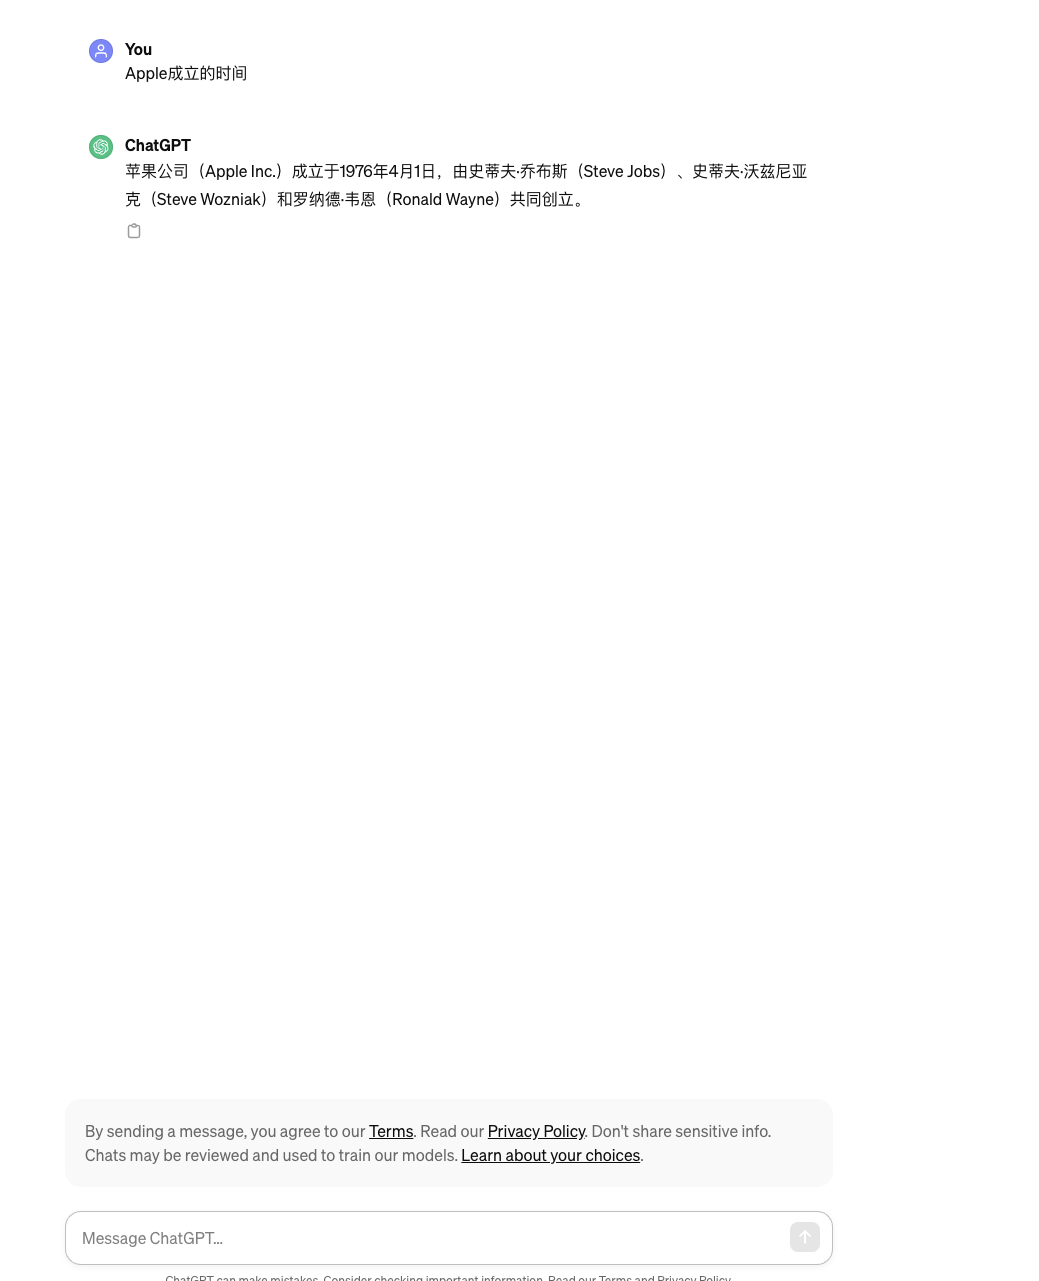 You
Apple成立的时间
ChatGPT
苹果公司（Apple Inc.）成立于1976年4月1日，由史蒂夫·乔布斯（Steve Jobs）、史蒂夫·沃兹尼亚
克（Steve Wozniak）和罗纳德·韦恩（Ronald Wayne）共同创立。
By sending a message, you agree to our Terms. Read our Privacy Policy. Don't share sensitive info.
Chats may be reviewed and used to train our models. Learn about your choices.
Message ChatGPT…
ChatGPT can make mistakes. Consider checking important information. Read our Terms and Privacy Policy.